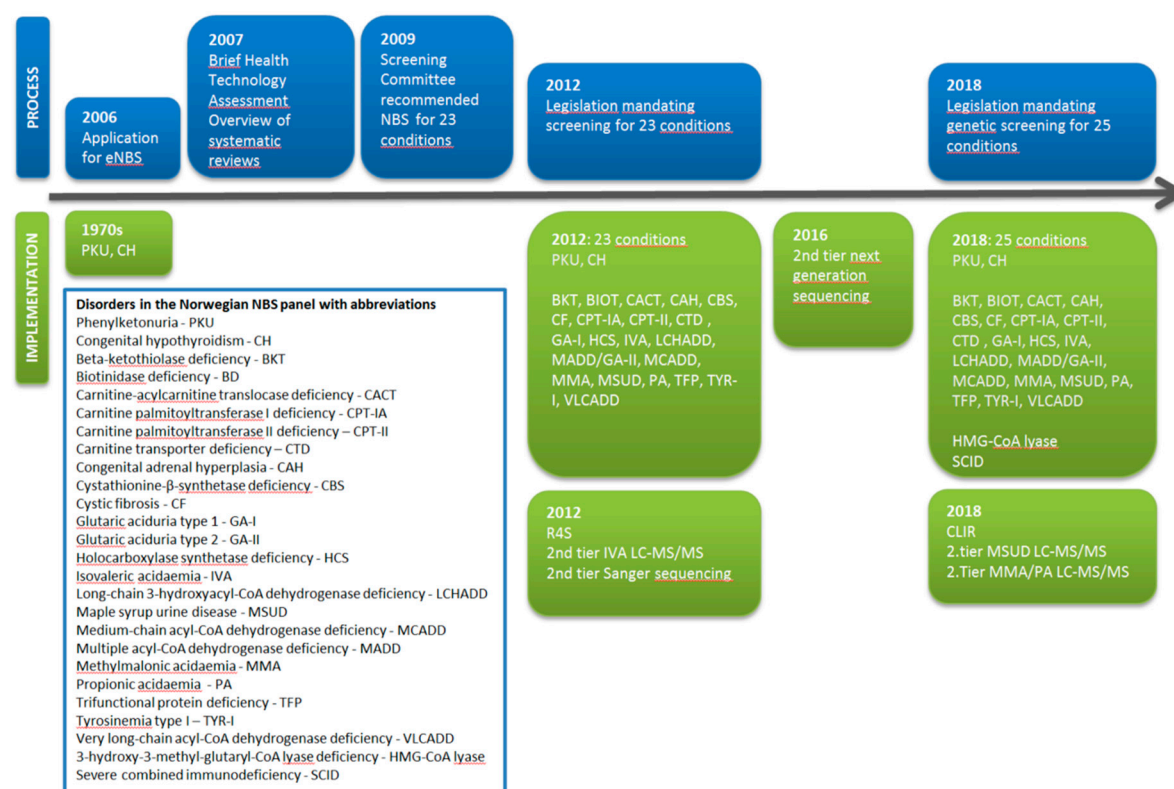 PROCESS
2006
Application
for eNBS
2007
Brief Health
Technology
Assessment
Overview of
systematic
reviews
2009
Screening
Committee
recommended
NBS for 23
conditions
2012
Legislation mandating
screening for 23 conditions
2018
Legislation mandating
genetic screening for 25
conditions
IMPLEMENTATION
1970s
PKU, CH
Disorders in the Norwegian NBS panel with abbreviations
Phenylketonuria - PKU
Congenital hypothyroidism - CH
Beta-ketothiolase deficiency - BKT
Biotinidase deficiency - BD
Carnitine-acylcarnitine translocase deficiency - CACT
Carnitine palmitoyltransferase I deficiency - CPT-IA
Carnitine palmitoyltransferase II deficiency – CPT-II
Carnitine transporter deficiency – CTD
Congenital adrenal hyperplasia - CAH
Cystathionine-β-synthetase deficiency - CBS
Cystic fibrosis - CF
Glutaric aciduria type 1 - GA-I
Glutaric aciduria type 2 - GA-II
Holocarboxylase synthetase deficiency - HCS
Isovaleric acidaemia - IVA
Long-chain 3-hydroxyacyl-CoA dehydrogenase deficiency - LCHADD
Maple syrup urine disease - MSUD
Medium-chain acyl-CoA dehydrogenase deficiency - MCADD
Multiple acyl-CoA dehydrogenase deficiency - MADD
Methylmalonic acidaemia - MMA
Propionic acidaemia - PA
Trifunctional protein deficiency - TFP
Tyrosinemia type I – TYR-I
Very long-chain acyl-CoA dehydrogenase deficiency - VLCADD
3-hydroxy-3-methyl-glutaryl-CoA lyase deficiency - HMG-CoA lyase
Severe combined immunodeficiency - SCID
2012: 23 conditions
PKU, CH
BKT, BIOT, CACT, CAH, CBS,
CF, CPT-IA, CPT-II, CTD ,
GA-I, HCS, IVA, LCHADD,
MADD/GA-II, MCADD,
MMA, MSUD, PA, TFP, TYR-
I, VLCADD
2012
R4S
2nd tier IVA LC-MS/MS
2nd tier Sanger sequencing
2016
2nd tier next
generation
sequencing
2018: 25 conditions
PKU, CH
BKT, BIOT, CACT, CAH,
CBS, CF, CPT-IA, CPT-II,
CTD , GA-I, HCS, IVA,
LCHADD, MADD/GA-II,
MCADD, MMA, MSUD, PA,
TFP, TYR-I, VLCADD
HMG-CoA lyase
SCID
2018
CLIR
2.tier MSUD LC-MS/MS
2.Tier MMA/PA LC-MS/MS